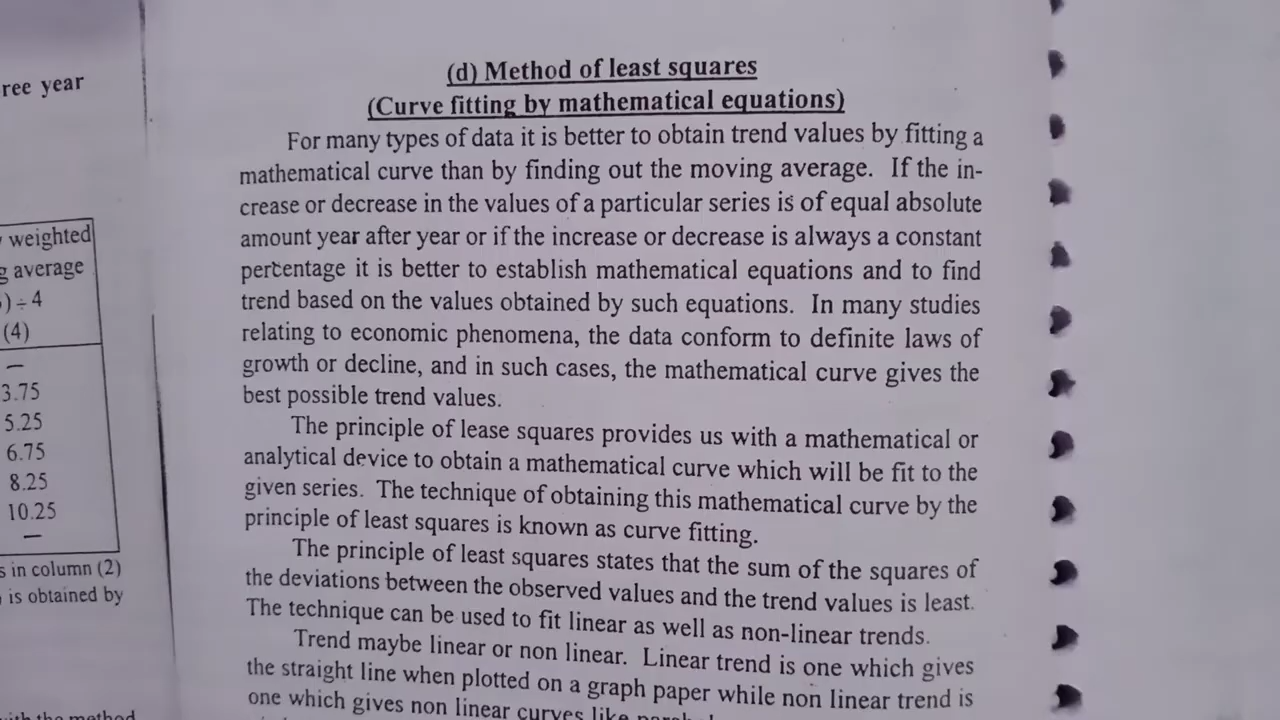 ree year
weighted
g average
) ÷ 4
(4)
—
3.75
5.25
6.75
8.25
10.25
—
s in column (2)
is obtained by
with the method
(d) Method of least squares
(Curve fitting by mathematical equations)
For many types of data it is better to obtain trend values by fitting a
mathematical curve than by finding out the moving average. If the in-
crease or decrease in the values of a particular series is of equal absolute
amount year after year or if the increase or decrease is always a constant
percentage it is better to establish mathematical equations and to find
trend based on the values obtained by such equations. In many studies
relating to economic phenomena, the data conform to definite laws of
growth or decline, and in such cases, the mathematical curve gives the
best possible trend values.
The principle of lease squares provides us with a mathematical or
analytical device to obtain a mathematical curve which will be fit to the
given series. The technique of obtaining this mathematical curve by the
principle of least squares is known as curve fitting.
The principle of least squares states that the sum of the squares of
the deviations between the observed values and the trend values is least.
The technique can be used to fit linear as well as non-linear trends.
Trend maybe linear or non linear. Linear trend is one which gives
the straight line when plotted on a graph paper while non linear trend is
one which gives non linear curves like